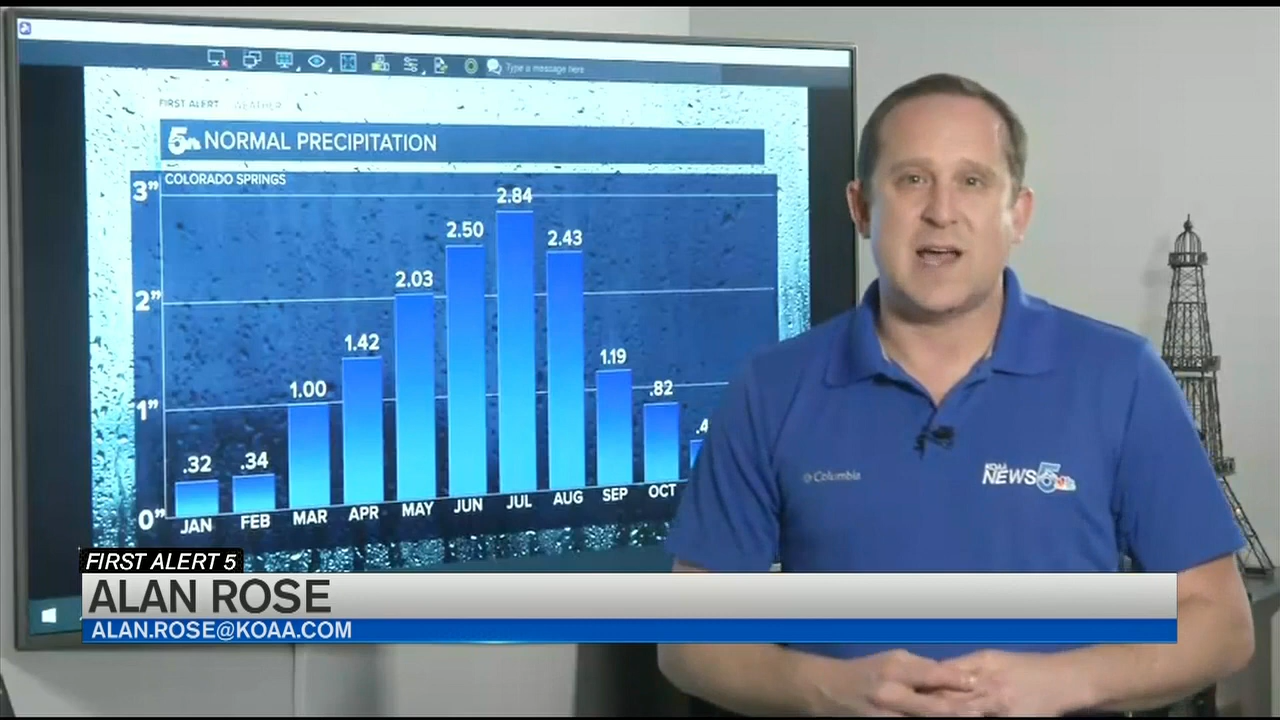 Type a message here
FIRST ALERT WEATHER
5 NORMAL PRECIPITATION
COLORADO SPRINGS
3"
2"
1"
0"
.32
.34
1.00
1.42
2.03
2.50
2.84
2.43
1.19
.82
.4
JAN FEB MAR APR MAY JUN JUL AUG SEP OCT
Columbia
KOAA
NEWS 5
FIRST ALERT 5
ALAN ROSE
ALAN.ROSE@KOAA.COM